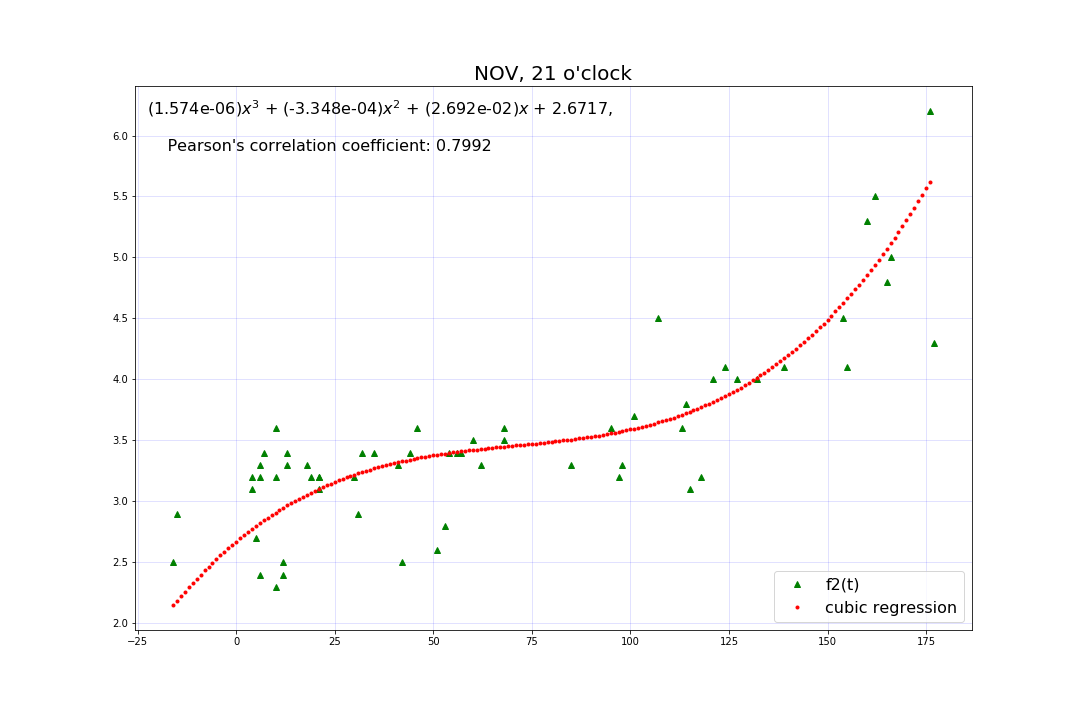 NOV, 21 o'clock
(1.574e-06)x³ + (-3.348e-04)x² + (2.692e-02)x + 2.6717,
Pearson's correlation coefficient: 0.7992
6.0
5.5
5.0
4.5
4.0
3.5
3.0
2.5
2.0
f2(t)
cubic regression
−25 0 25 50 75 100 125 150 175